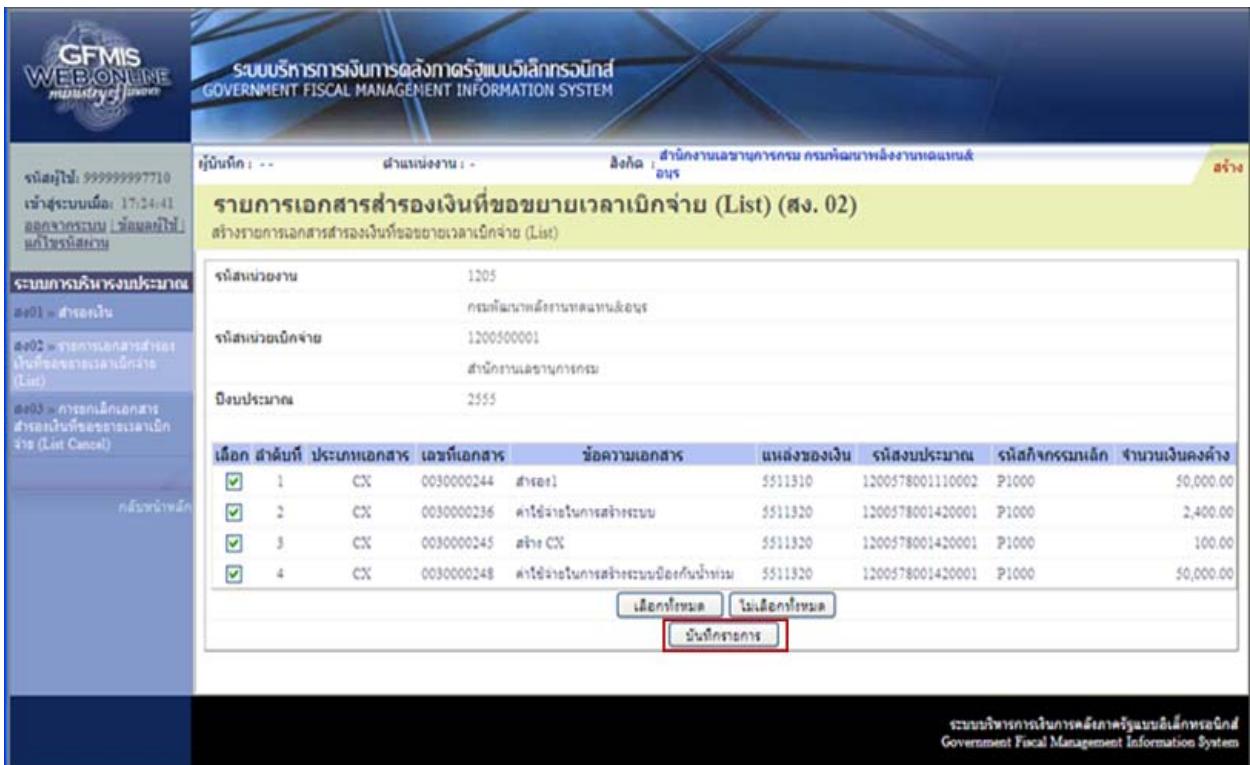 GFMIS
WEB ONLINE
ministry of finance
ระบบบริหารการเงินการคลังภาครัฐแบบอิเล็กทรอนิกส์
GOVERNMENT FISCAL MANAGEMENT INFORMATION SYSTEM
รหัสผู้ใช้: 999999997710
เข้าสู่ระบบเมื่อ: 17:24:41
ออกจากระบบ | ข้อมูลผู้ใช้ |
แก้ไขรหัสผ่าน
ระบบการบริหารงบประมาณ
สง01 » สำรองเงิน
สง02 » รายการเอกสารสำรอง
เงินที่ขอขยายเวลาเบิกจ่าย
(List)
สง03 » การยกเลิกเอกสาร
สำรองเงินที่ขอขยายเวลาเบิก
จ่าย (List Cancel)
กลับหน้าหลัก
ผู้บันทึก : - - ตำแหน่งงาน : - สังกัด : สำนักงานเลขานุการกรม กรมพัฒนาพลังงานทดแทน&
อนุร
สร้าง
รายการเอกสารสำรองเงินที่ขอขยายเวลาเบิกจ่าย (List) (สง. 02)
สร้างรายการเอกสารสำรองเงินที่ขอขยายเวลาเบิกจ่าย (List)
รหัสหน่วยงาน 1205
กรมพัฒนาพลังงานทดแทน&อนุร
รหัสหน่วยเบิกจ่าย 1200500001
สำนักงานเลขานุการกรม
ปีงบประมาณ 2555
เลือก ลำดับที่ ประเภทเอกสาร เลขที่เอกสาร ข้อความเอกสาร แหล่งของเงิน รหัสงบประมาณ รหัสกิจกรรมหลัก จำนวนเงินคงค้าง
1 CX 0030000244 สำรอง1 5511310 1200578001110002 P1000 50,000.00
2 CX 0030000236 ค่าใช้จ่ายในการสร้างระบบ 5511320 1200578001420001 P1000 2,400.00
3 CX 0030000245 สร้าง CX 5511320 1200578001420001 P1000 100.00
4 CX 0030000248 ค่าใช้จ่ายในการสร้างระบบป้องกันน้ำท่วม 5511320 1200578001420001 P1000 50,000.00
เลือกทั้งหมด ไม่เลือกทั้งหมด
บันทึกรายการ
ระบบบริหารการเงินการคลังภาครัฐแบบอิเล็กทรอนิกส์
Government Fiscal Management Information System